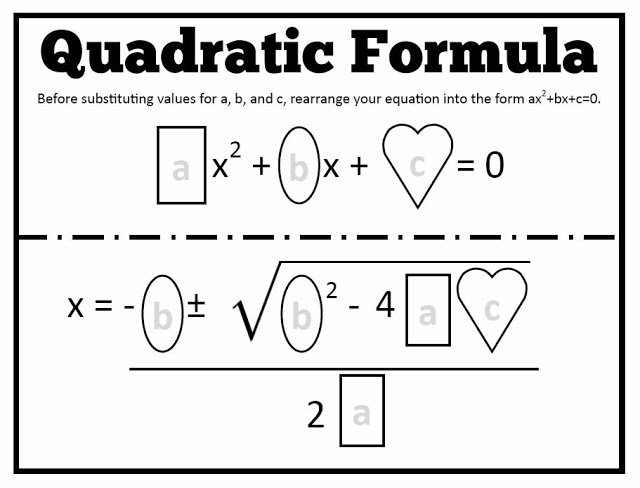 Quadratic Formula
Before substituting values for a, b, and c, rearrange your equation into the form ax²+bx+c=0.
a x² + b x + c = 0
x = - b ± √ b² - 4 a c
2 a